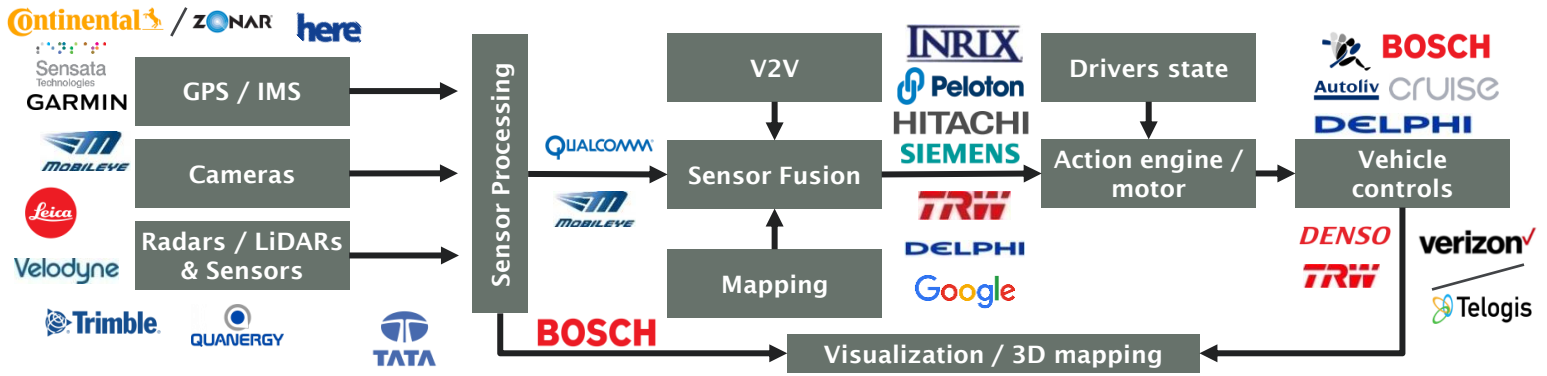 Continental
/ ZONAR
here
Sensata
Technologies
GARMIN
GPS / IMS
MOBILEYE
Cameras
Leica
Radars / LiDARs
& Sensors
Velodyne
Trimble.
QUANERGY
TATA
Sensor Processing
QUALCOMM
MOBILEYE
BOSCH
V2V
Sensor Fusion
Mapping
INRIX
Peloton
HITACHI
SIEMENS
TRW
DELPHI
Google
Drivers state
Action engine /
motor
Autoliv
BOSCH
CRUISE
DELPHI
Vehicle
controls
DENSO
TRW
verizon
Telogis
Visualization / 3D mapping